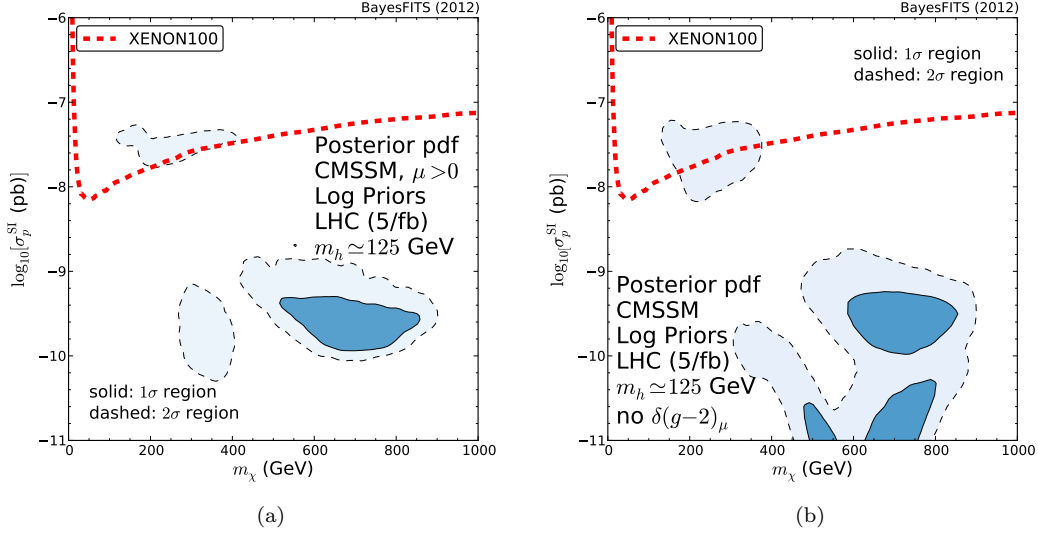 BayesFITS (2012)
XENON100
Posterior pdf
CMSSM, μ > 0
Log Priors
LHC (5/fb)
m_h ≃ 125 GeV
solid: 1σ region
dashed: 2σ region
log₁₀[σ_p^SI (pb)]
−6
−7
−8
−9
−10
−11
0 200 400 600 800 1000
m_χ (GeV)
(a)
BayesFITS (2012)
XENON100
solid: 1σ region
dashed: 2σ region
Posterior pdf
CMSSM
Log Priors
LHC (5/fb)
m_h ≃ 125 GeV
no δ(g−2)_μ
log₁₀[σ_p^SI (pb)]
−6
−7
−8
−9
−10
−11
0 200 400 600 800 1000
m_χ (GeV)
(b)